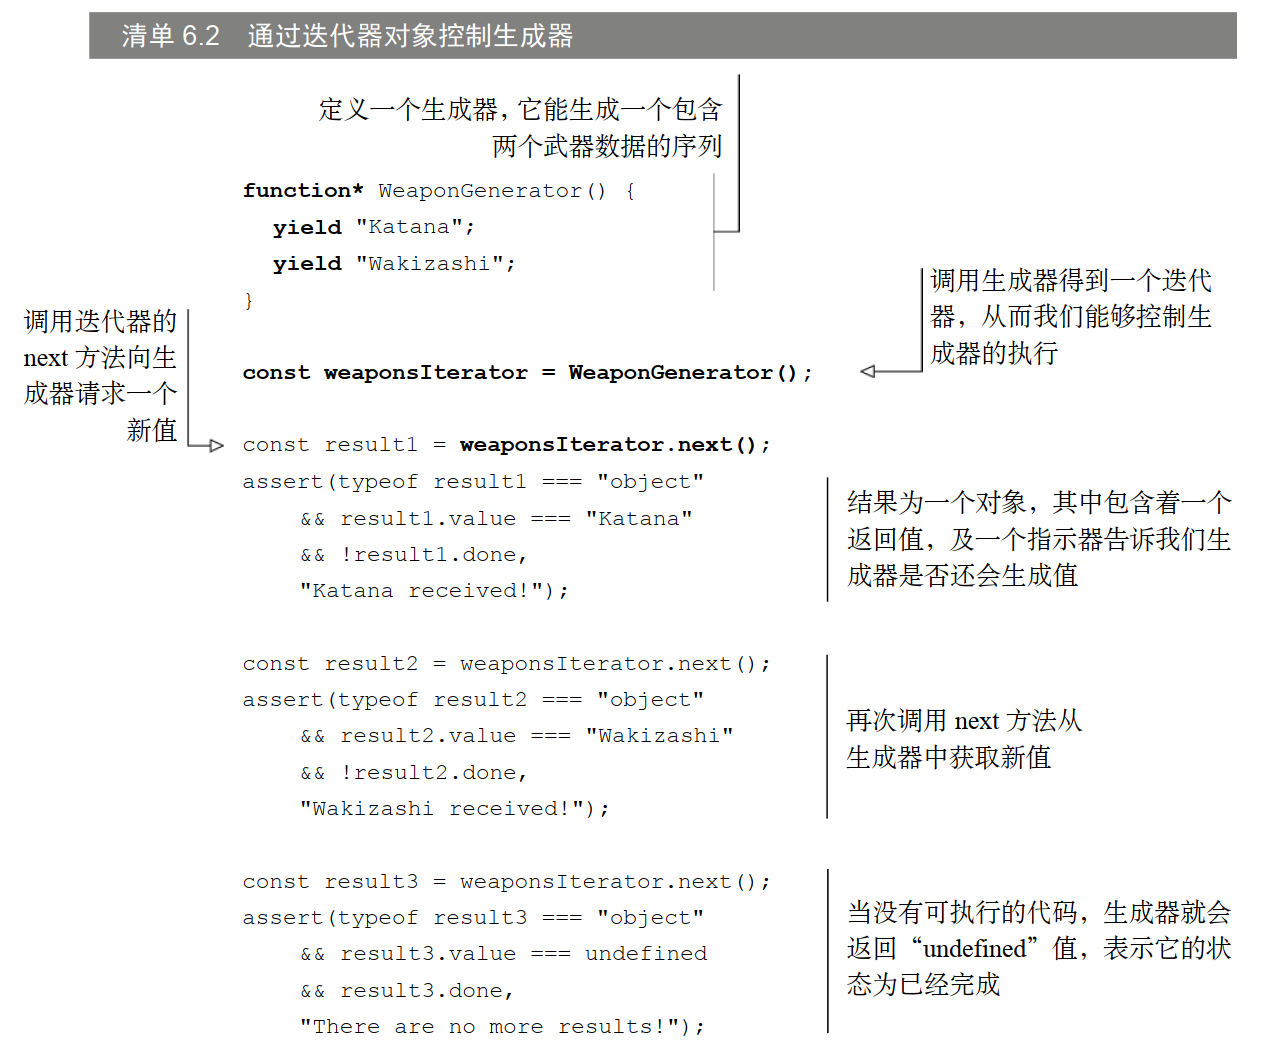 清单 6.2 通过迭代器对象控制生成器
定义一个生成器，它能生成一个包含
两个武器数据的序列
function* WeaponGenerator() {
yield "Katana";
yield "Wakizashi";
}
调用生成器得到一个迭代
器，从而我们能够控制生
成器的执行
const weaponsIterator = WeaponGenerator();
调用迭代器的
next 方法向生
成器请求一个
新值
const result1 = weaponsIterator.next();
assert(typeof result1 === "object"
&& result1.value === "Katana"
&& !result1.done,
"Katana received!");
结果为一个对象，其中包含着一个
返回值，及一个指示器告诉我们生
成器是否还会生成值
const result2 = weaponsIterator.next();
assert(typeof result2 === "object"
&& result2.value === "Wakizashi"
&& !result2.done,
"Wakizashi received!");
再次调用 next 方法从
生成器中获取新值
const result3 = weaponsIterator.next();
assert(typeof result3 === "object"
&& result3.value === undefined
&& result3.done,
"There are no more results!");
当没有可执行的代码，生成器就会
返回“undefined”值，表示它的状
态为已经完成